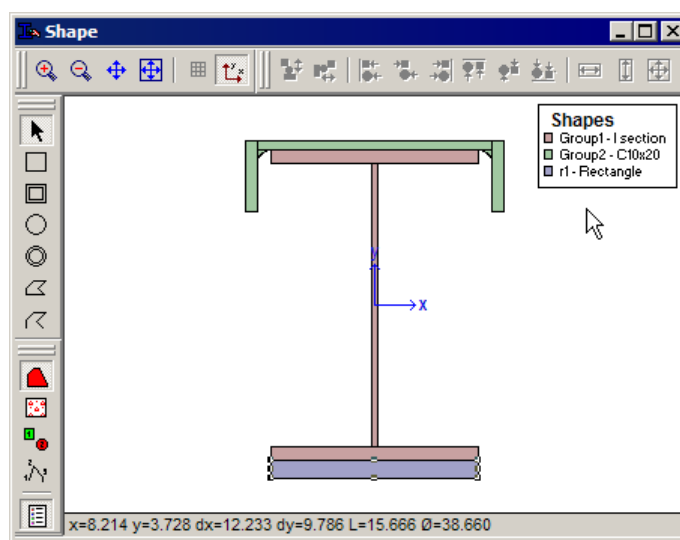 Shape
Shapes
Group1 - I section
Group2 - C10x20
r1 - Rectangle
y
x
x=8.214 y=3.728 dx=12.233 dy=9.786 L=15.666 Ø=38.660